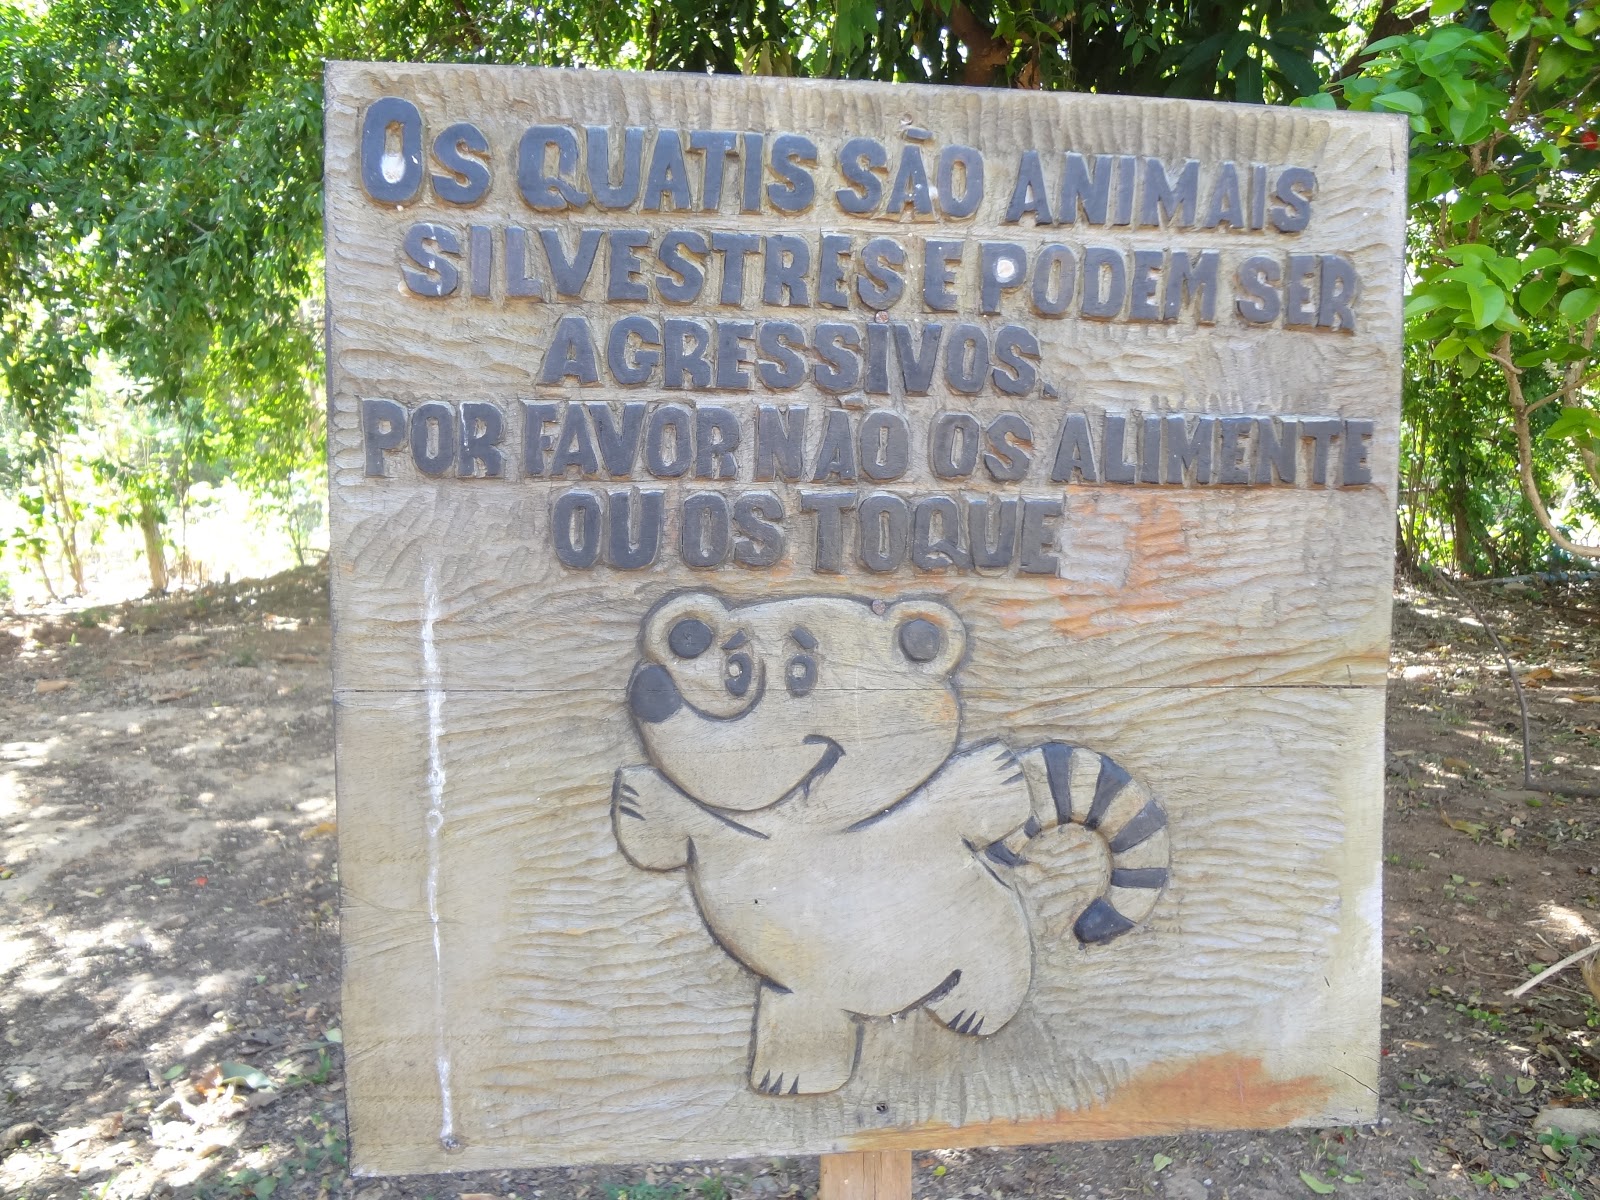 Os QUATIS SÃO ANIMAIS
SILVESTRES E PODEM SER
AGRESSIVOS.
POR FAVOR NÃO OS ALIMENTE
OU OS TOQUE